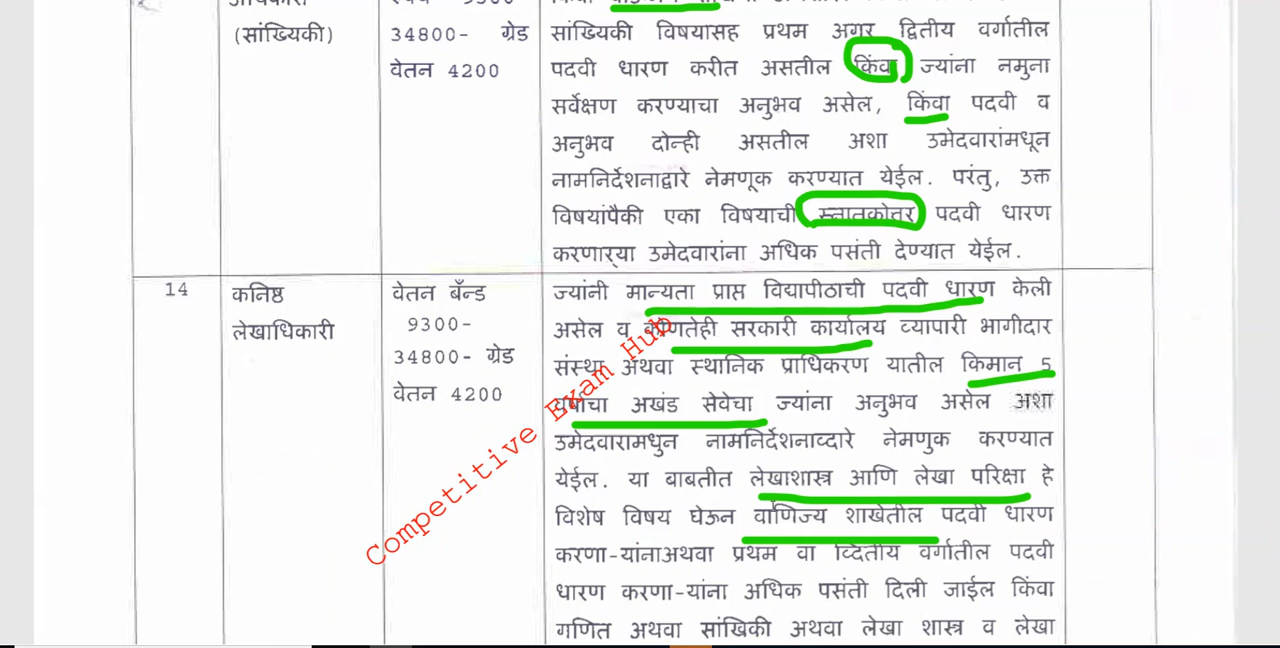 (सांख्यिकी)
34800- ग्रेड
वेतन 4200
सांख्यिकी विषयासह प्रथम अगर द्वितीय वर्गातील
पदवी धारण करीत असतील किंवा ज्यांना नमुना
सर्वेक्षण करण्याचा अनुभव असेल, किंवा पदवी व
अनुभव दोन्ही असतील अशा उमेदवारांमधून
नामनिर्देशनाद्वारे नेमणूक करण्यात येईल. परंतु, उक्त
विषयांपैकी एका विषयाची स्नातकोत्तर पदवी धारण
करणार्‍या उमेदवारांना अधिक पसंती देण्यात येईल.
14
कनिष्ठ
लेखाधिकारी
वेतन बँन्ड
9300-
34800- ग्रेड
वेतन 4200
ज्यांनी मान्यता प्राप्त विद्यापीठाची पदवी धारण केली
असेल व कोणतेही सरकारी कार्यालय व्यापारी भागीदार
संस्था अथवा स्थानिक प्राधिकरण यातील किमान 5
वर्षाचा अखंड सेवेचा ज्यांना अनुभव असेल अशा
उमेदवारामधुन नामनिर्देशनाव्दारे नेमणुक करण्यात
येईल. या बाबतीत लेखाशास्त्र आणि लेखा परिक्षा हे
विशेष विषय घेऊन वाणिज्य शाखेतील पदवी धारण
करणा-यांनाअथवा प्रथम वा व्दितीय वर्गातील पदवी
धारण करणा-यांना अधिक पसंती दिली जाईल किंवा
गणित अथवा सांखिकी अथवा लेखा शास्त्र व लेखा
Competitive Exam Hub